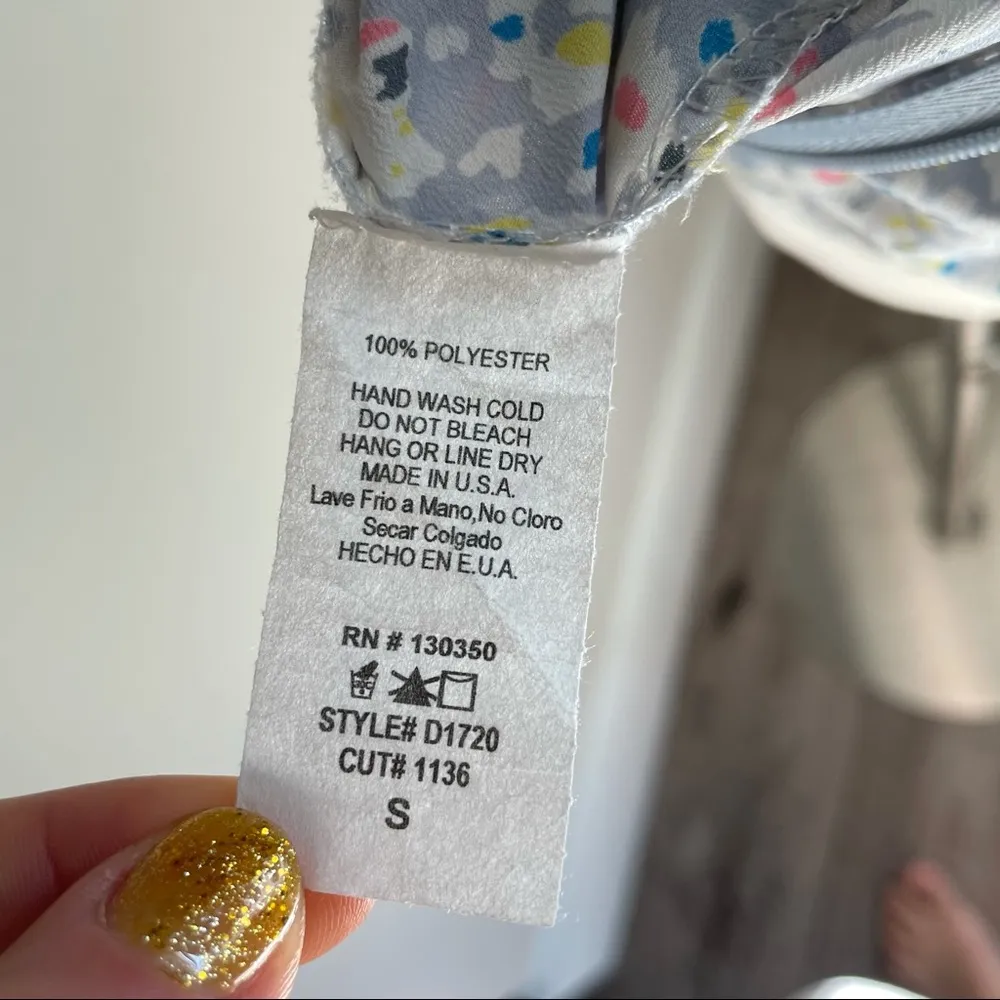 100% POLYESTER
HAND WASH COLD
DO NOT BLEACH
HANG OR LINE DRY
MADE IN U.S.A.
Lave Frio a Mano,No Cloro
Secar Colgado
HECHO EN E.U.A.
RN # 130350
STYLE# D1720
CUT# 1136
S